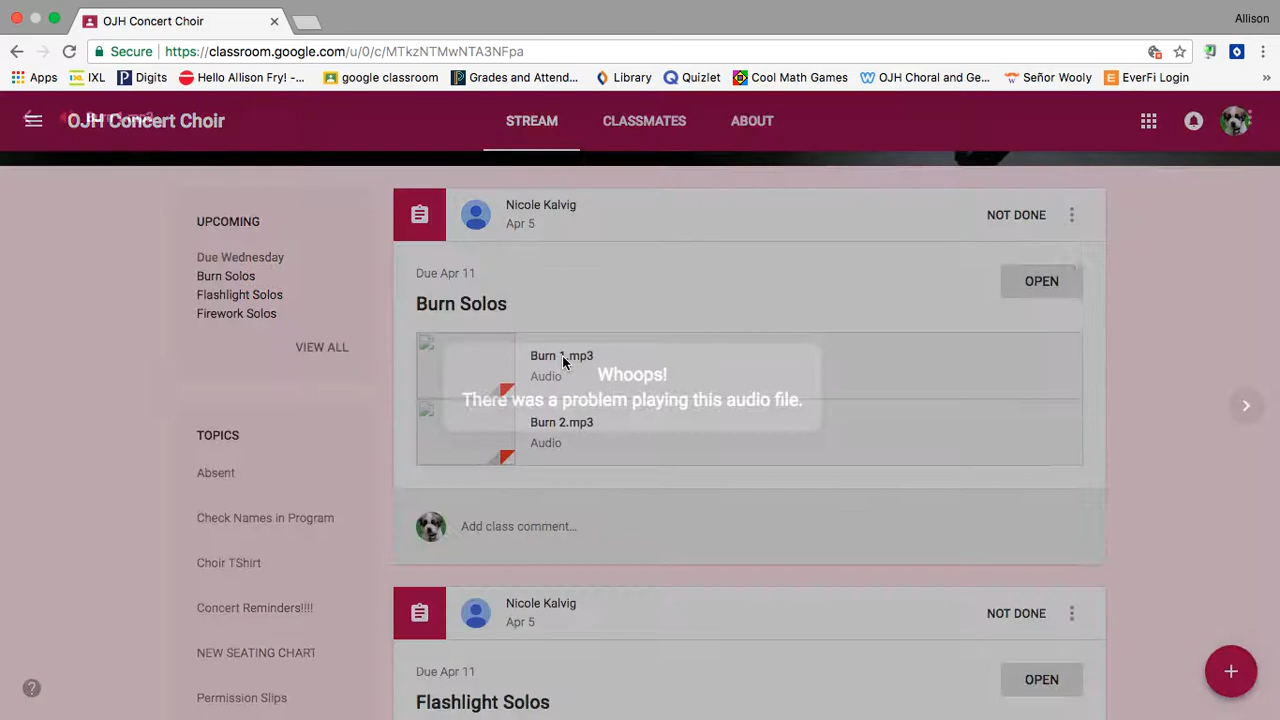 OJH Concert Choir
Allison
Secure https://classroom.google.com/u/0/c/MTkzNTMwNTA3NFpa
Apps IXL Digits Hello Allison Fry! -... google classroom Grades and Attend... Library Quizlet Cool Math Games OJH Choral and Ge... Señor Wooly EverFi Login »
OJH Concert Choir STREAM CLASSMATES ABOUT
UPCOMING
Due Wednesday
Burn Solos
Flashlight Solos
Firework Solos
VIEW ALL
TOPICS
Absent
Check Names in Program
Choir TShirt
Concert Reminders!!!!
NEW SEATING CHART
Permission Slips
Nicole Kalvig
Apr 5
NOT DONE
Due Apr 11
OPEN
Burn Solos
Burn 1.mp3
Audio
Whoops!
There was a problem playing this audio file.
Burn 2.mp3
Audio
Add class comment...
Nicole Kalvig
Apr 5
NOT DONE
Due Apr 11
OPEN
Flashlight Solos